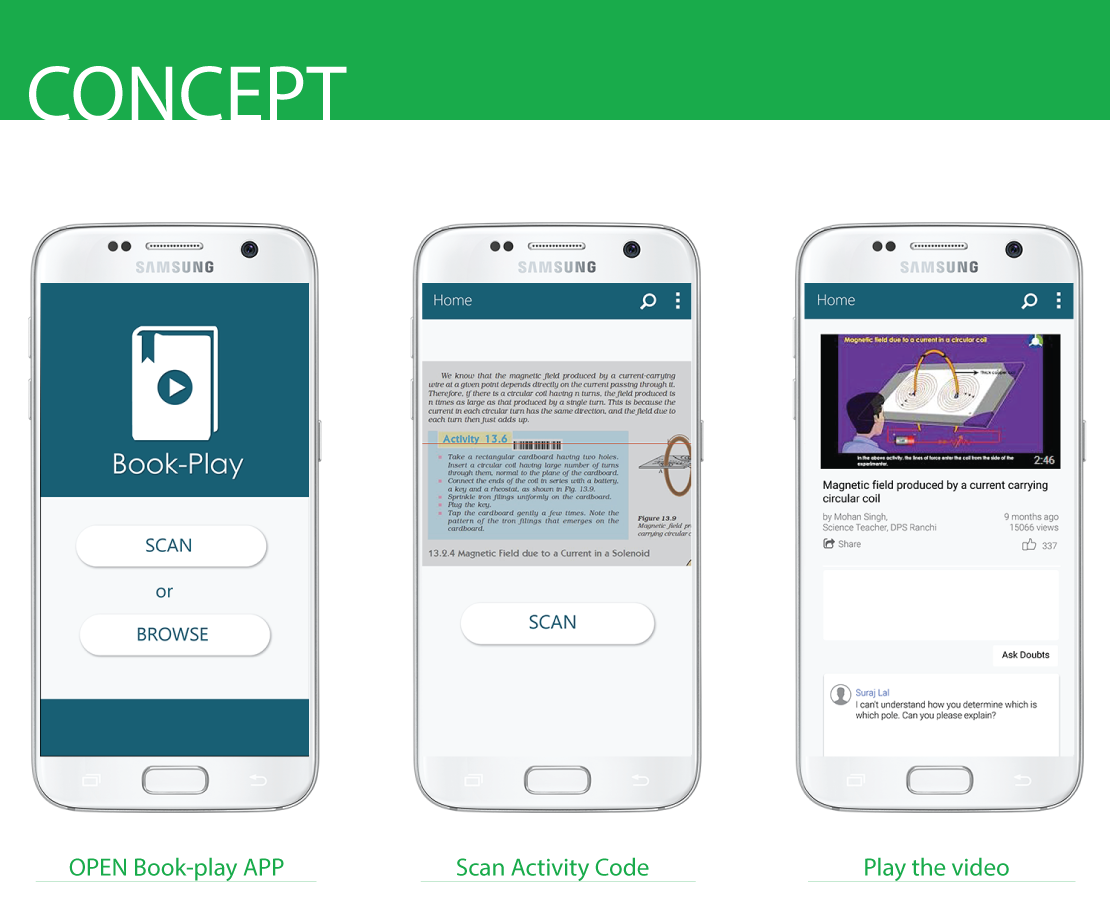 CONCEPT
SAMSUNG
Book-Play
SCAN
or
BROWSE
OPEN Book-play APP
SAMSUNG
Home
We know that the magnetic field produced by a current-carrying
wire at a given point depends directly on the current passing through it.
Therefore, if there is a circular coil having n turns, the field produced is
n times as large as that produced by a single turn. This is because the
current in each circular turn has the same direction, and the field due to
each turn then just adds up.
Activity 13.6
Take a rectangular cardboard having two holes.
Insert a circular coil having large number of turns
through them, normal to the plane of the cardboard.
Connect the ends of the coil in series with a battery,
a key and a rheostat, as shown in Fig. 13.9.
Sprinkle iron filings uniformly on the cardboard.
Plug the key.
Tap the cardboard gently a few times. Note the
pattern of the iron filings that emerges on the
cardboard.
A
Figure 13.9
Magnetic field pr
carrying circular c
13.2.4 Magnetic Field due to a Current in a Solenoid
SCAN
Scan Activity Code
SAMSUNG
Home
Magnetic field due to a current in a circular coil
Thick copper
In the above activity, the lines of force enter the coil from the side of the
experimenter.
2:46
Magnetic field produced by a current carrying
circular coil
by Mohan Singh,
Science Teacher, DPS Ranchi
9 months ago
15066 views
Share
337
Ask Doubts
Suraj Lal
I can't understand how you determine which is
which pole. Can you please explain?
Play the video